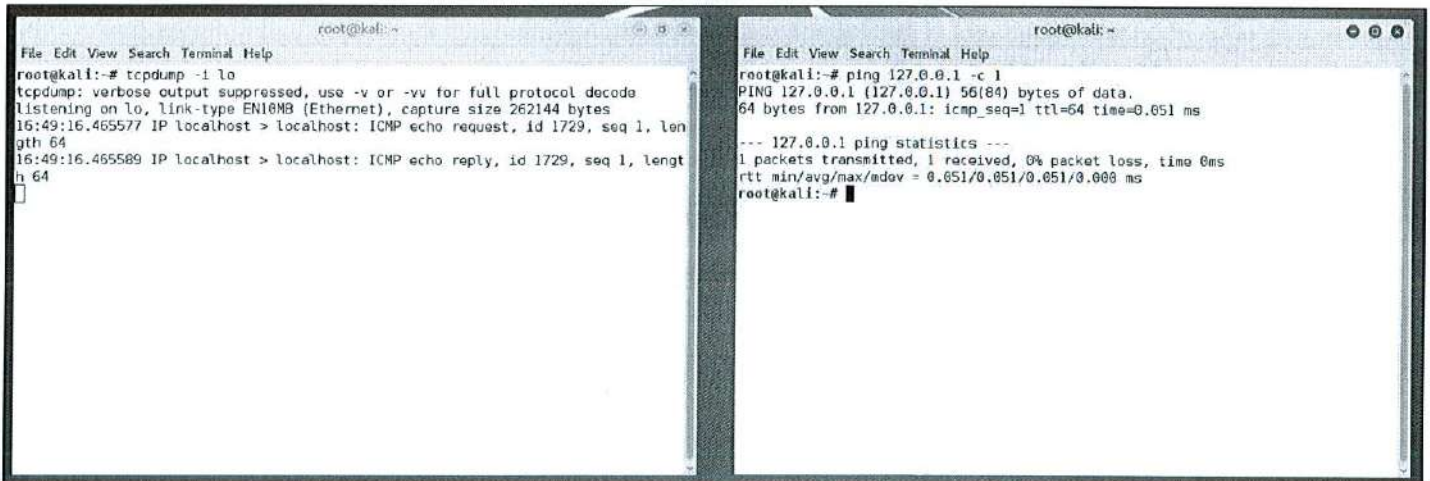 root@kali: ~
File Edit View Search Terminal Help
root@kali:~# tcpdump -i lo
tcpdump: verbose output suppressed, use -v or -vv for full protocol decode
listening on lo, link-type EN10MB (Ethernet), capture size 262144 bytes
16:49:16.465577 IP localhost > localhost: ICMP echo request, id 1729, seq 1, len
gth 64
16:49:16.465589 IP localhost > localhost: ICMP echo reply, id 1729, seq 1, lengt
h 64
root@kali: ~
File Edit View Search Terminal Help
root@kali:~# ping 127.0.0.1 -c 1
PING 127.0.0.1 (127.0.0.1) 56(84) bytes of data.
64 bytes from 127.0.0.1: icmp_seq=1 ttl=64 time=0.051 ms
--- 127.0.0.1 ping statistics ---
1 packets transmitted, 1 received, 0% packet loss, time 0ms
rtt min/avg/max/mdev = 0.051/0.051/0.051/0.000 ms
root@kali:~#